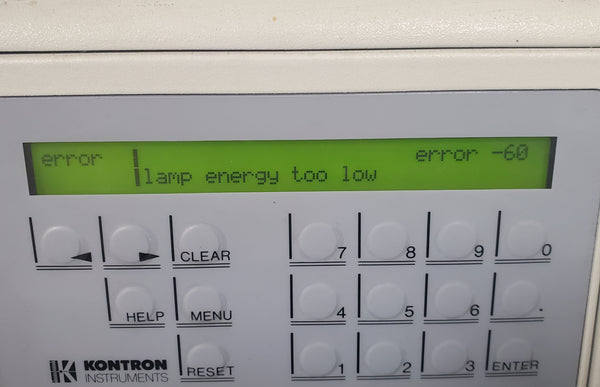 error error -60
lamp energy too low
7 8 9 0
CLEAR
4 5 6 .
HELP MENU
KONTRON
INSTRUMENTS
RESET
1 2 3 ENTER